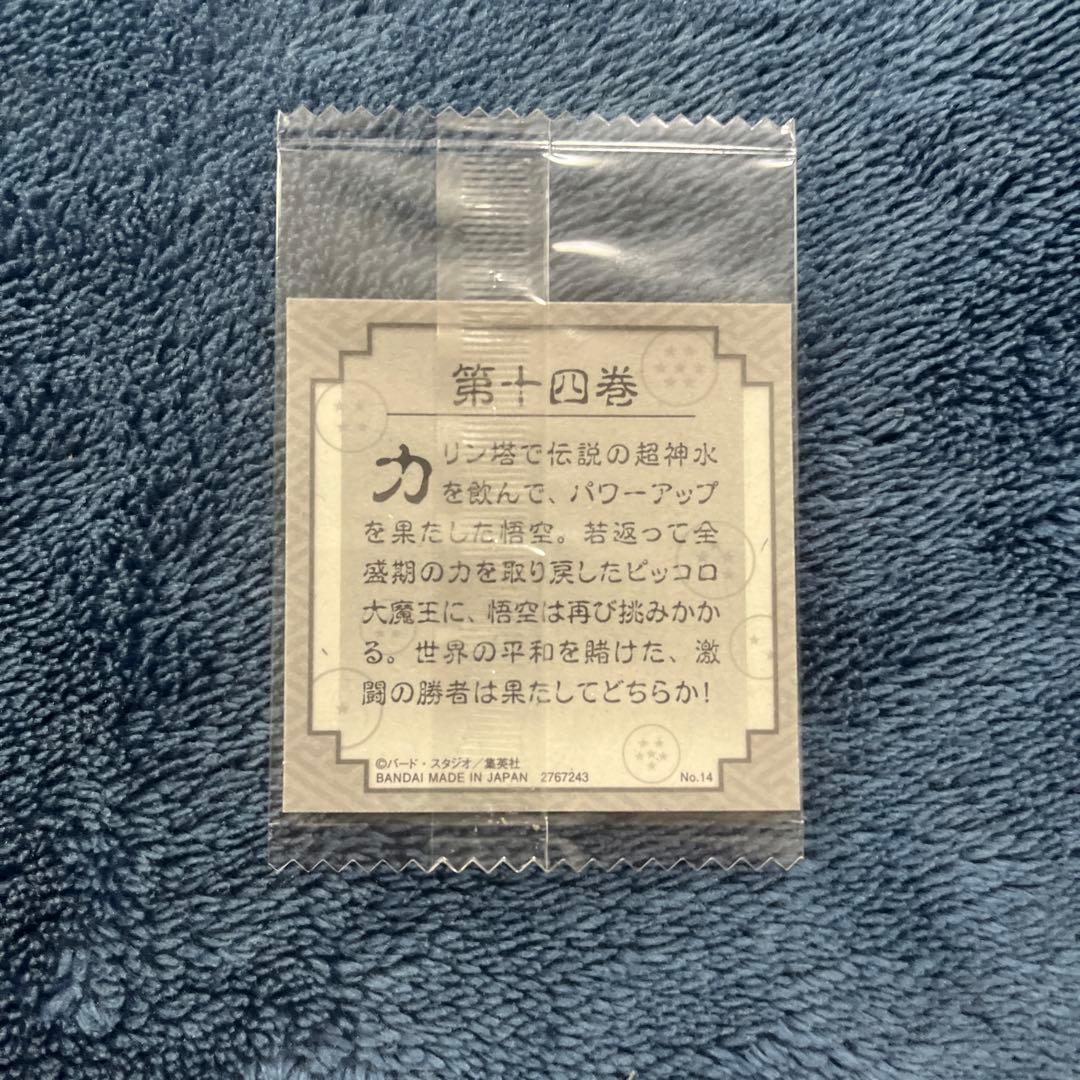 第十四巻
カリン塔で伝説の超神水
を飲んで、パワーアップ
を果たした悟空。若返って全
盛期の力を取り戻したピッコロ
大魔王に、悟空は再び挑みかか
る。世界の平和を賭けた、激
闘の勝者は果たしてどちらか!
©バード・スタジオ/集英社
BANDAI MADE IN JAPAN 2767243 No.14